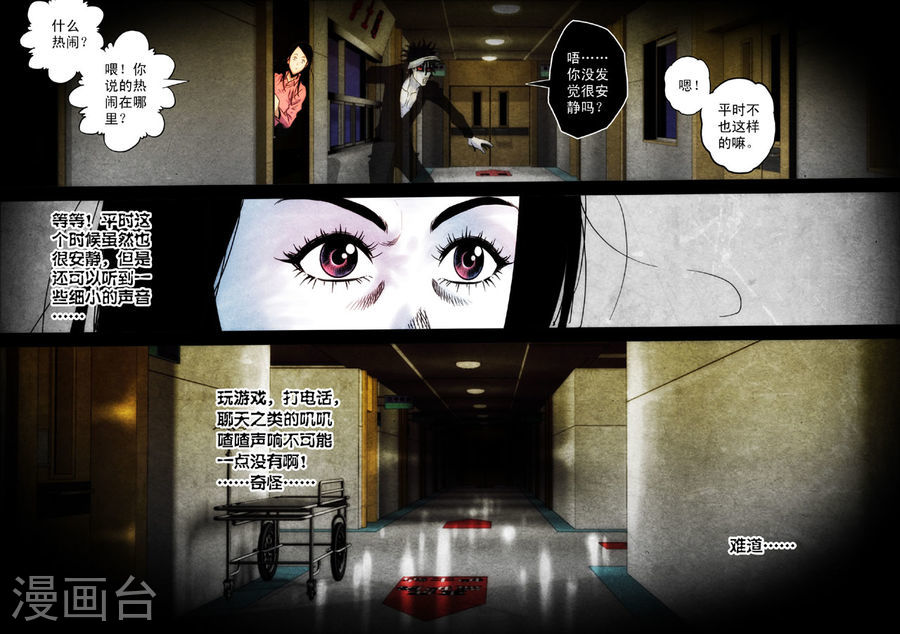 什么
热闹？
喂！你
说的热
闹在哪
里？
唔……
你没发
觉很安
静吗？
嗯！
平时不
也这样
的嘛。
等等！平时这
个时候虽然也
很安静，但是
还可以听到一
些细小的声音
……
玩游戏，打电话，
聊天之类的叽叽
喳喳声响不可能
一点没有啊！
……奇怪……
难道……
漫画台